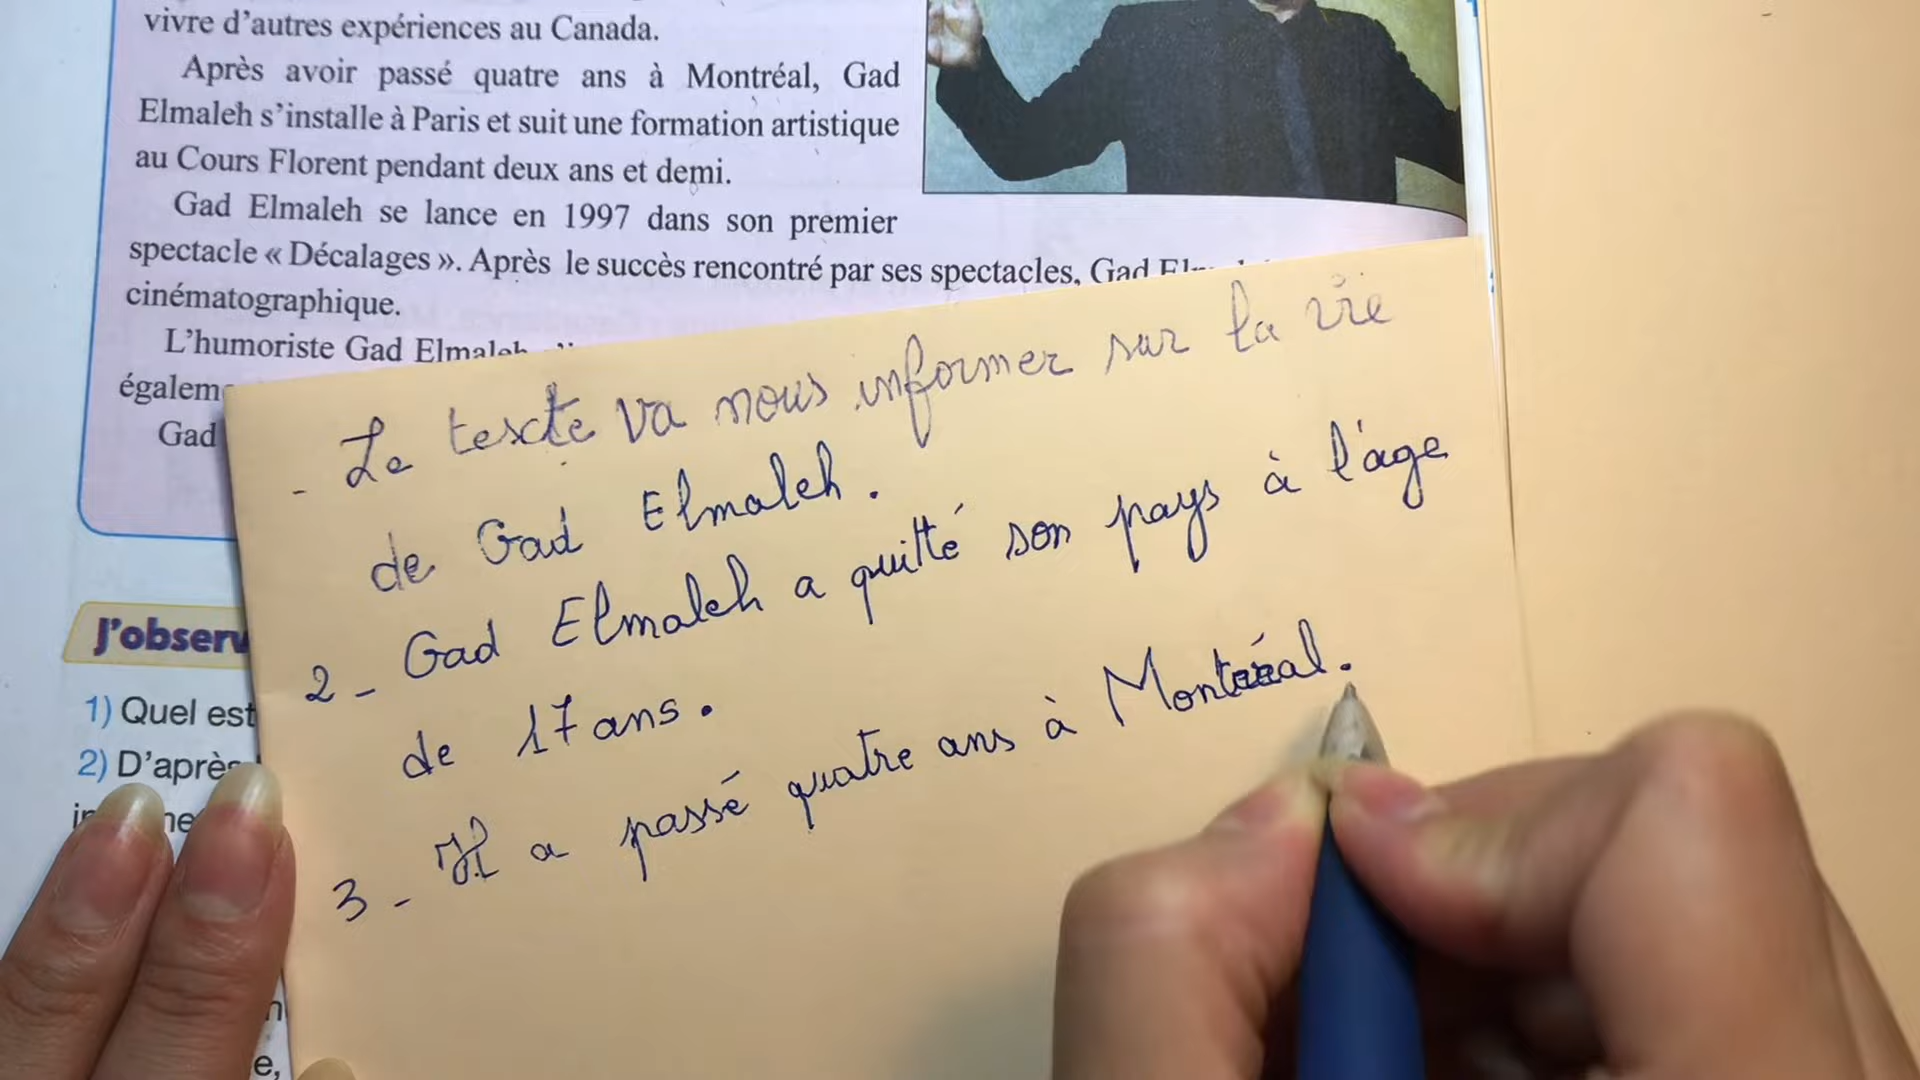 vivre d'autres expériences au Canada.
Après avoir passé quatre ans à Montréal, Gad
Elmaleh s'installe à Paris et suit une formation artistique
au Cours Florent pendant deux ans et demi.
Gad Elmaleh se lance en 1997 dans son premier
spectacle « Décalages ». Après le succès rencontré par ses spectacles, Gad
cinématographique.
L'humoriste Gad Elmaleh
égalem
Gad
- Le texte va nous informer sur la vie
de Gad Elmaleh.
2 - Gad Elmaleh a quitté son pays à l'âge
de 17 ans.
3 - Il a passé quatre ans à Montréal.
J'observ
1) Quel est
2) D'après
e,